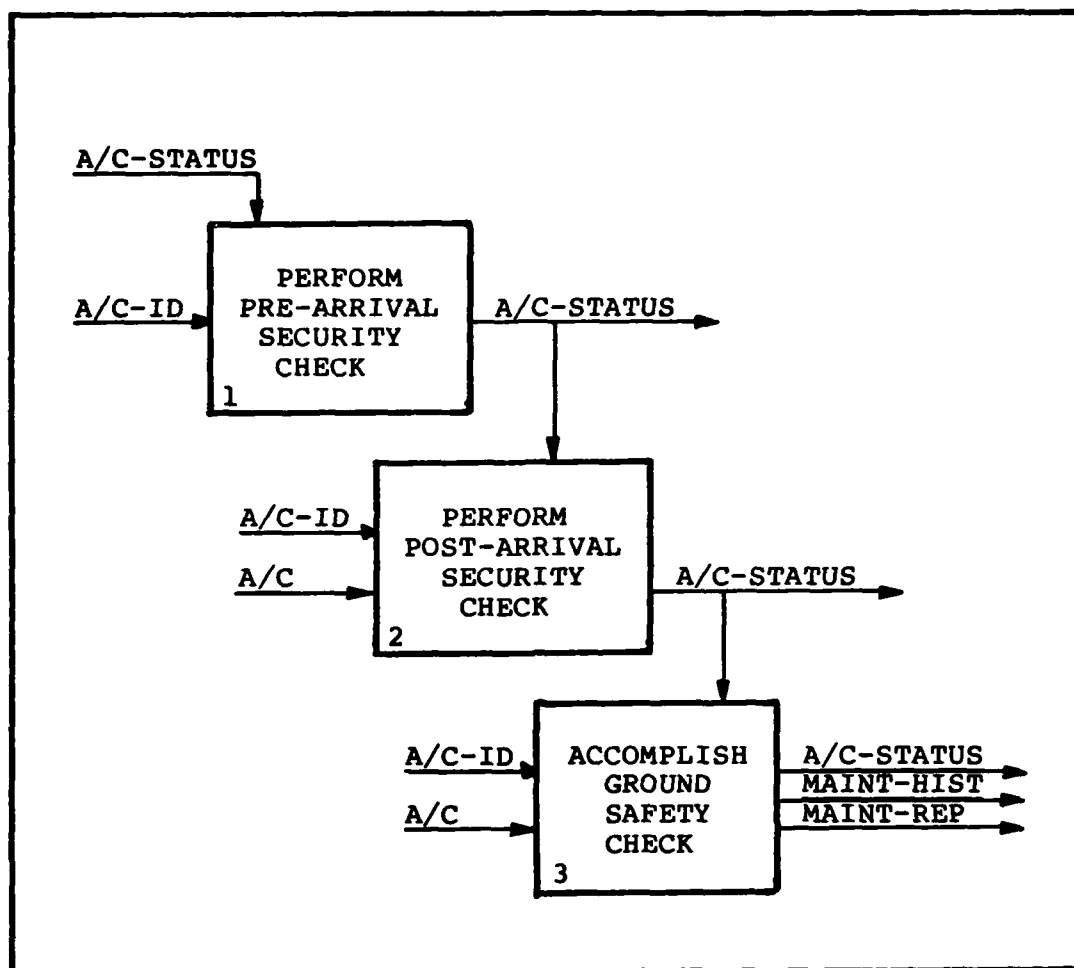 A/C-STATUS
A/C-ID
PERFORM
PRE-ARRIVAL
SECURITY
CHECK
1
A/C-STATUS
A/C-ID
A/C
PERFORM
POST-ARRIVAL
SECURITY
CHECK
2
A/C-STATUS
A/C-ID
A/C
ACCOMPLISH
GROUND
SAFETY
CHECK
3
A/C-STATUS
MAINT-HIST
MAINT-REP